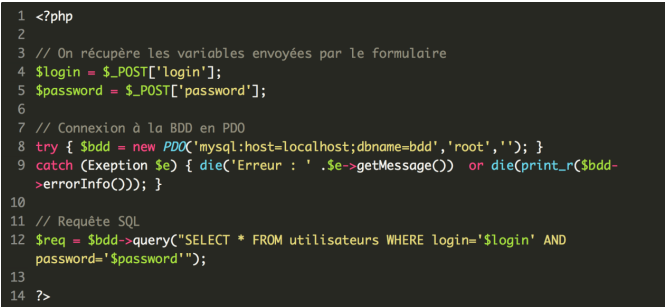 1 <?php
2
3 // On récupère les variables envoyées par le formulaire
4 $login = $_POST['login'];
5 $password = $_POST['password'];
6
7 // Connexion à la BDD en PDO
8 try { $bdd = new PDO('mysql:host=localhost;dbname=bdd','root',''); }
9 catch (Exeption $e) { die('Erreur : ' .$e->getMessage())  or die(print_r($bdd-
>errorInfo())); }
10
11 // Requête SQL
12 $req = $bdd->query("SELECT * FROM utilisateurs WHERE login='$login' AND
password='$password'");
13
14 ?>